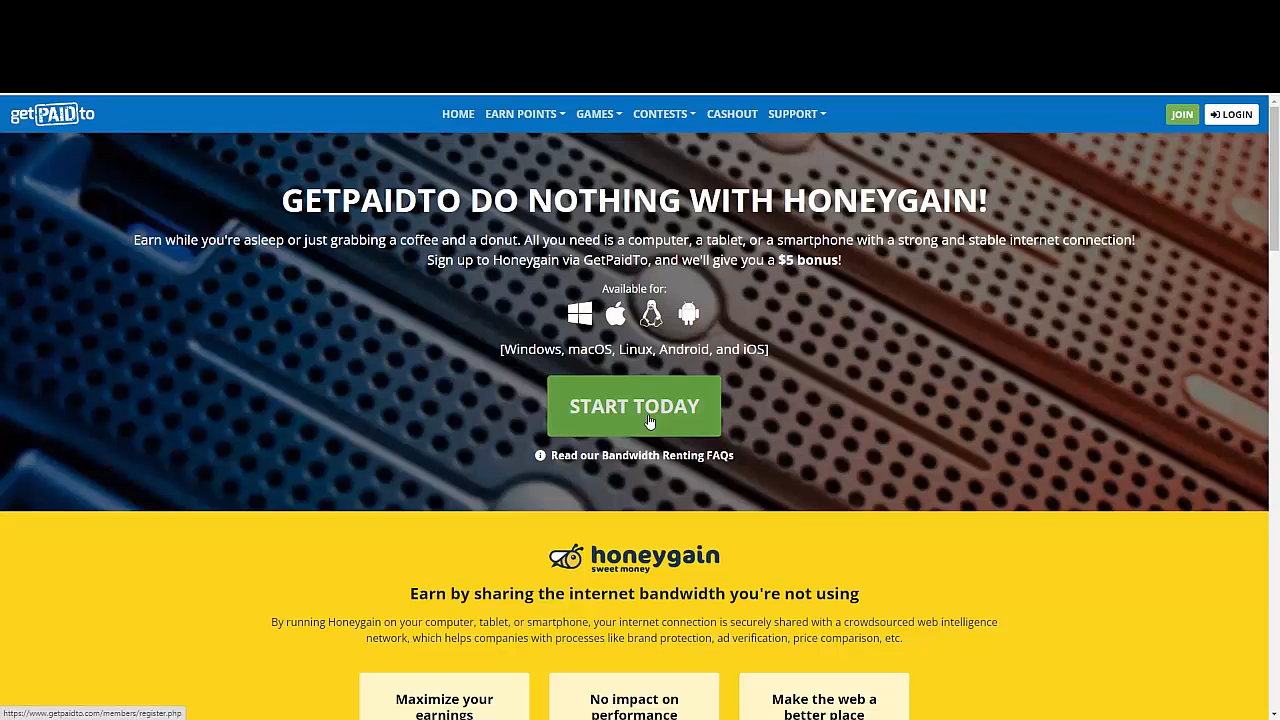 getPAIDto
HOME EARN POINTS GAMES CONTESTS CASHOUT SUPPORT JOIN LOGIN
GETPAIDTO DO NOTHING WITH HONEYGAIN!
Earn while you're asleep or just grabbing a coffee and a donut. All you need is a computer, a tablet, or a smartphone with a strong and stable internet connection!
Sign up to Honeygain via GetPaidTo, and we'll give you a $5 bonus!
Available for:
[Windows, macOS, Linux, Android, and iOS]
START TODAY
Read our Bandwidth Renting FAQs
honeygain
sweet money
Earn by sharing the internet bandwidth you're not using
By running Honeygain on your computer, tablet, or smartphone, your internet connection is securely shared with a crowdsourced web intelligence
network, which helps companies with processes like brand protection, ad verification, price comparison, etc.
Maximize your
earnings
No impact on
performance
Make the web a
better place
https://www.getpaidto.com/members/register.php